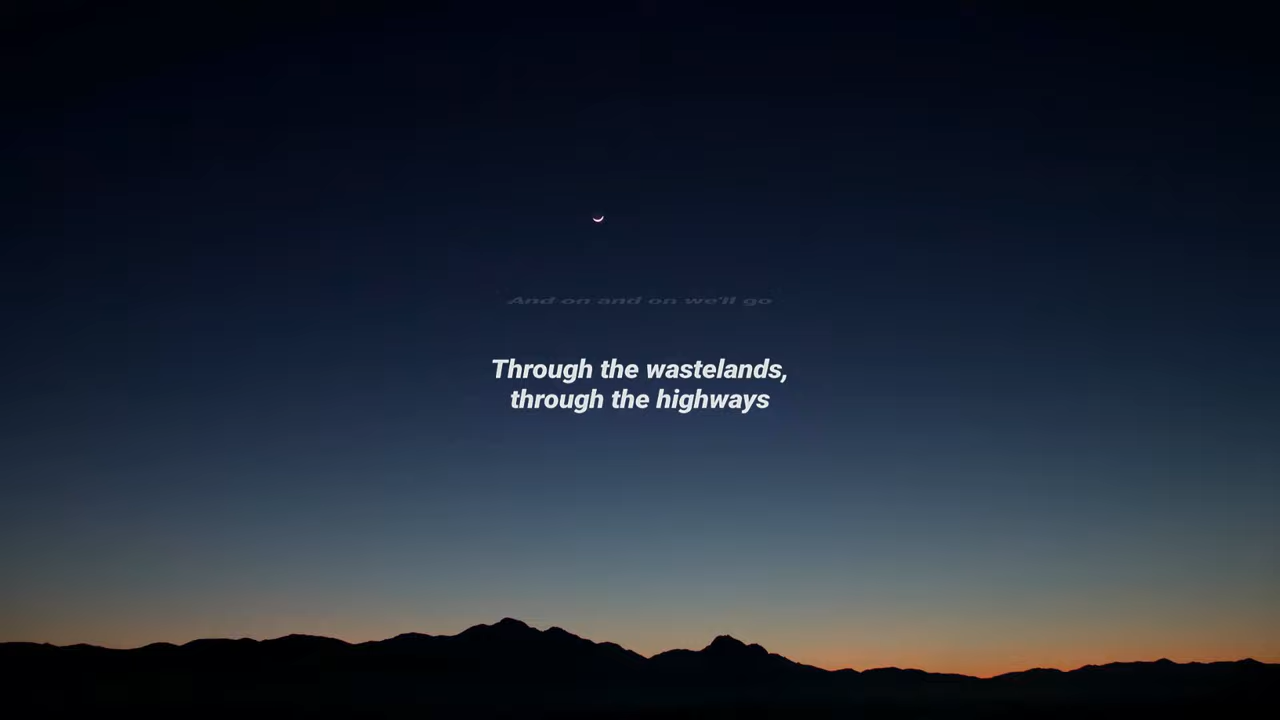 And on and on we'll go
Through the wastelands,
through the highways